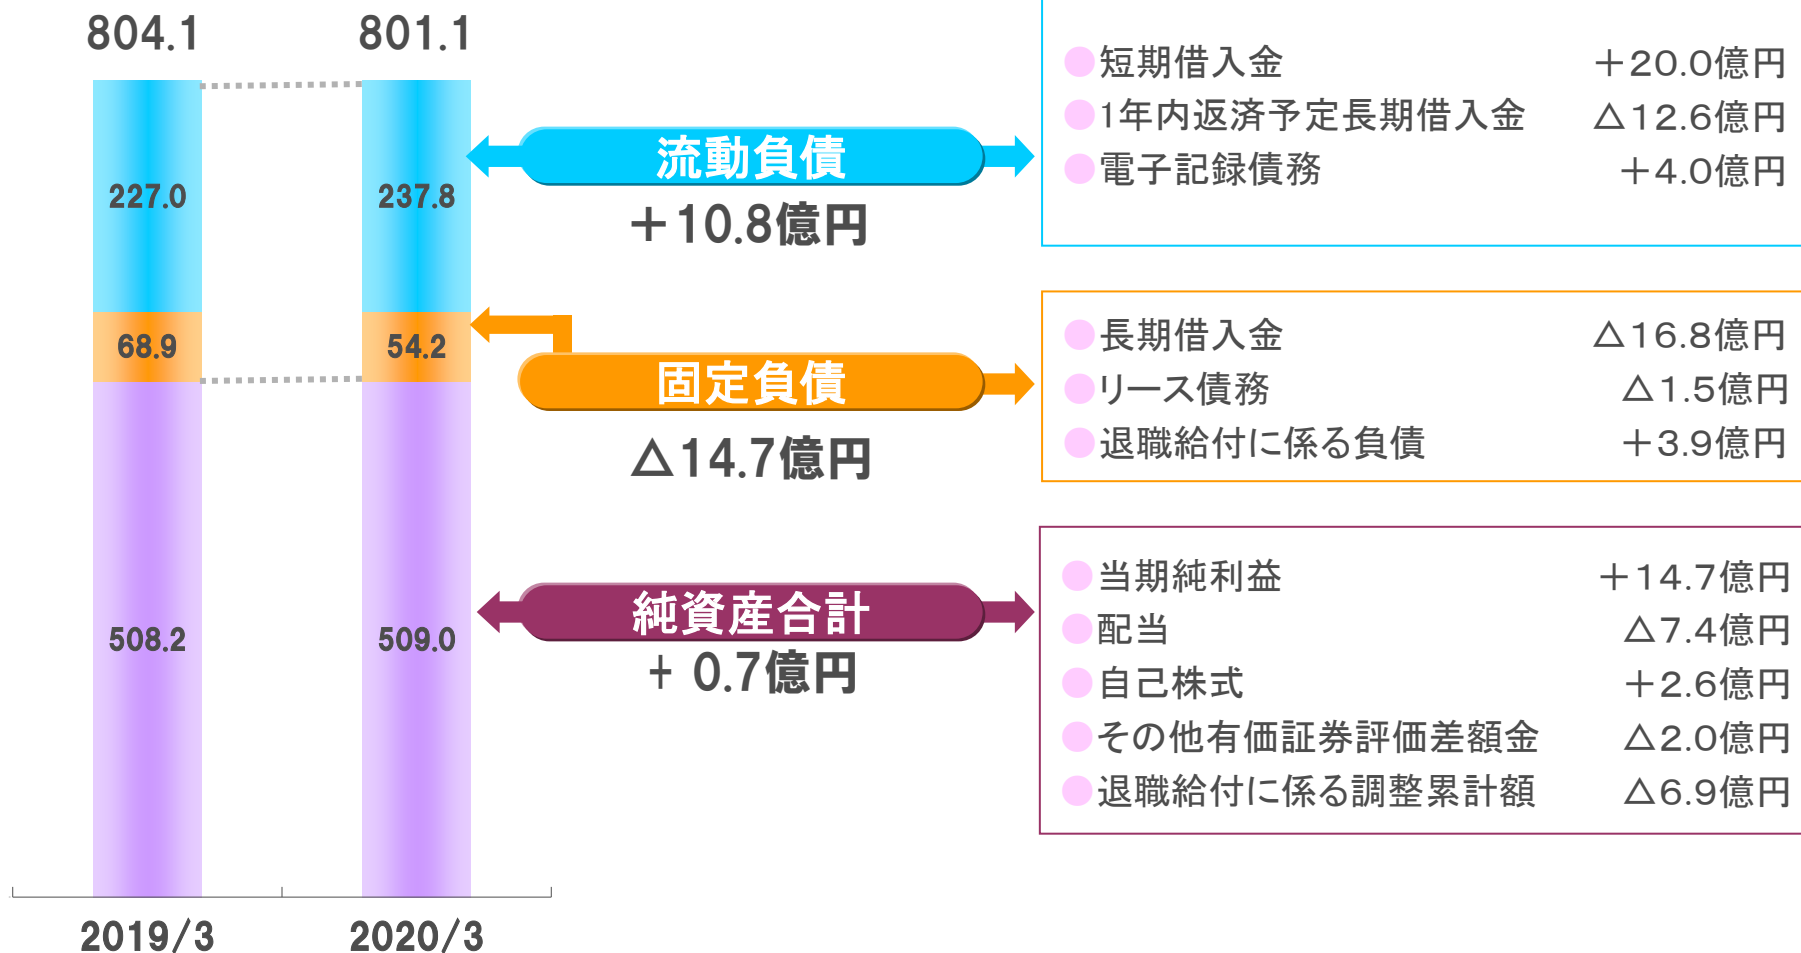 804.1
801.1
227.0
237.8
68.9
54.2
508.2
509.0
2019/3
2020/3
流動負債
＋10.8億円
固定負債
△14.7億円
純資産合計
+ 0.7億円
●短期借入金 ＋20.0億円
●1年内返済予定長期借入金 △12.6億円
●電子記録債務 ＋4.0億円
●長期借入金 △16.8億円
●リース債務 △1.5億円
●退職給付に係る負債 ＋3.9億円
●当期純利益 ＋14.7億円
●配当 △7.4億円
●自己株式 ＋2.6億円
●その他有価証券評価差額金 △2.0億円
●退職給付に係る調整累計額 △6.9億円